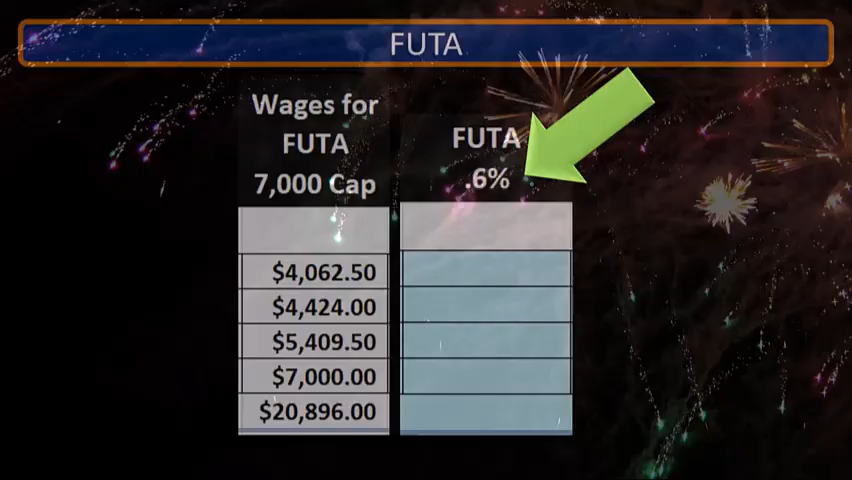 FUTA
Wages for
FUTA
7,000 Cap
FUTA
.6%
$4,062.50
$4,424.00
$5,409.50
$7,000.00
$20,896.00